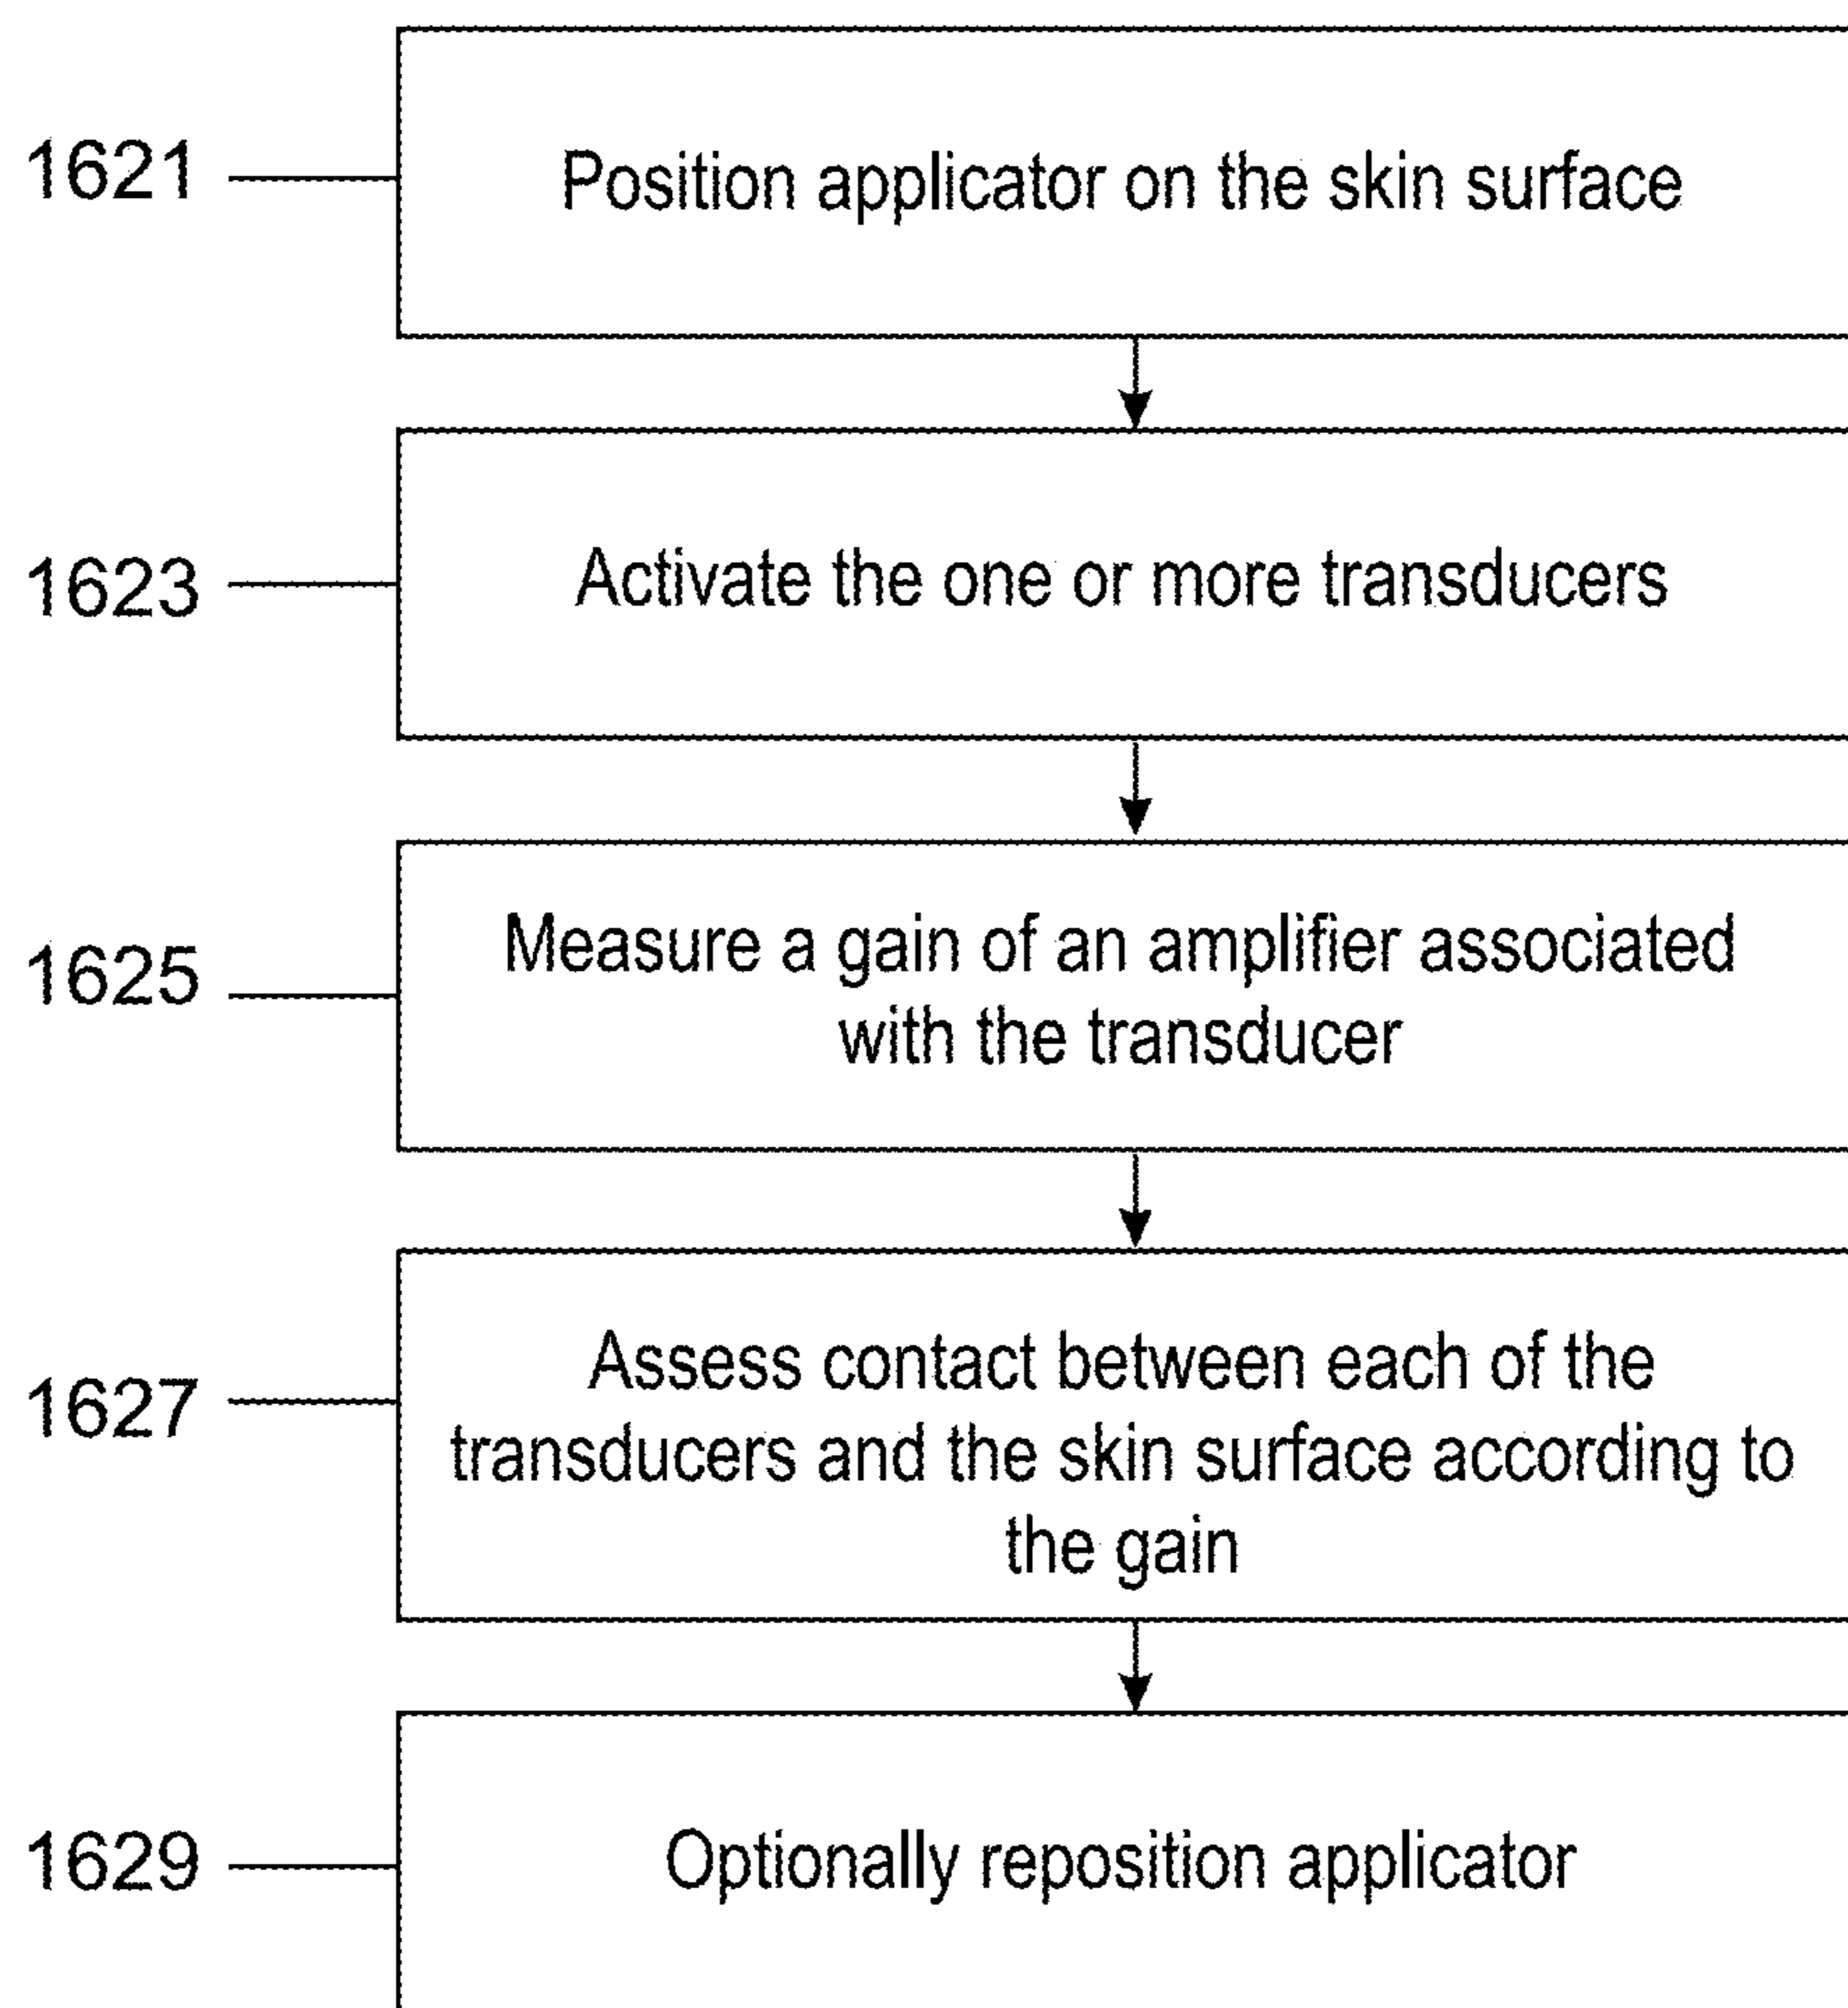 1621
Position applicator on the skin surface
1623
Activate the one or more transducers
1625
Measure a gain of an amplifier associated
with the transducer
1627
Assess contact between each of the
transducers and the skin surface according to
the gain
1629
Optionally reposition applicator